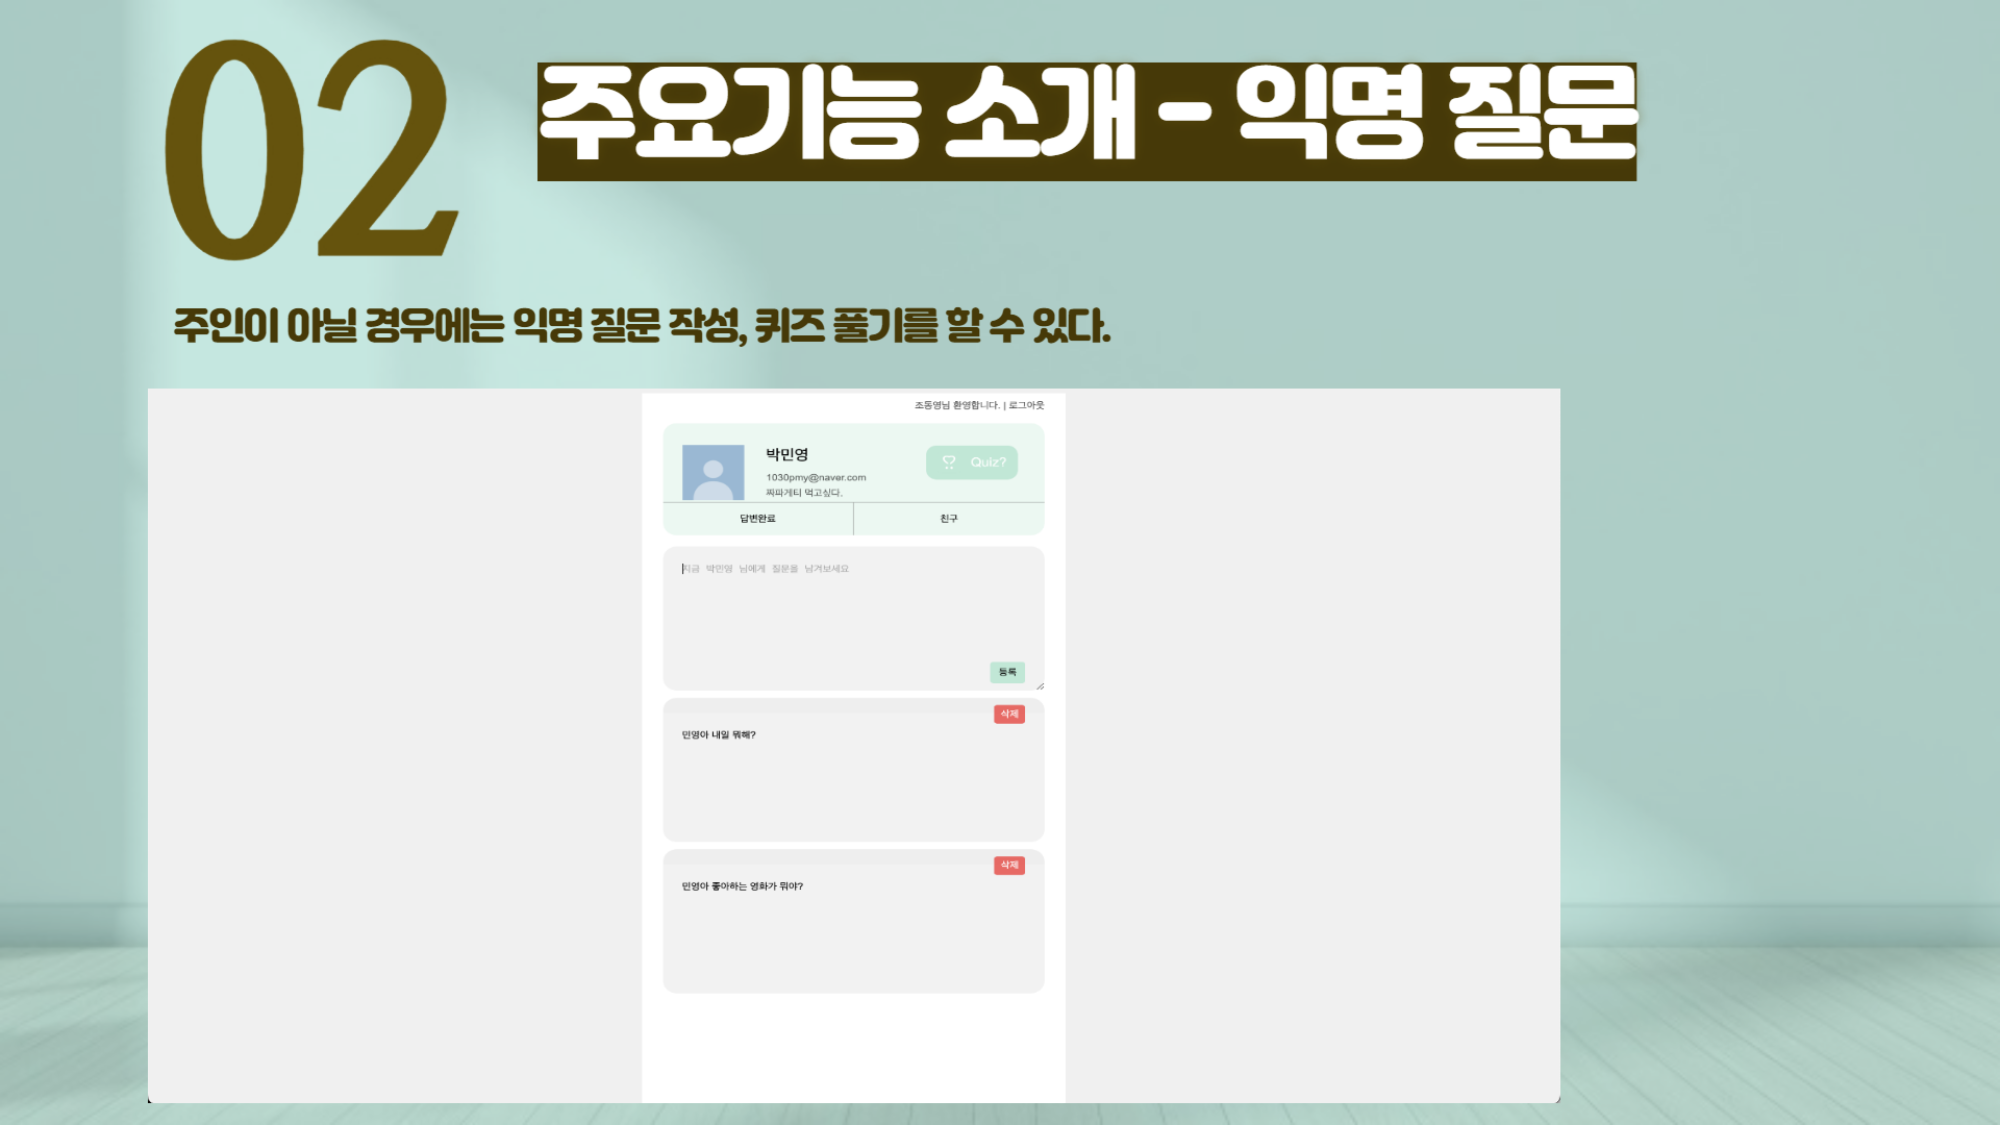 02
주요기능 소개 - 익명 질문
주인이 아닐 경우에는 익명 질문 작성, 퀴즈 풀기를 할 수 있다.
조동영님 환영합니다. | 로그아웃
박민영
Quiz?
1030pmy@naver.com
짜파게티 먹고싶다.
답변완료
친구
지금 박민영 님에게 질문을 남겨보세요
등록
삭제
민영아 내일 뭐해?
삭제
민영아 좋아하는 영화가 뭐야?